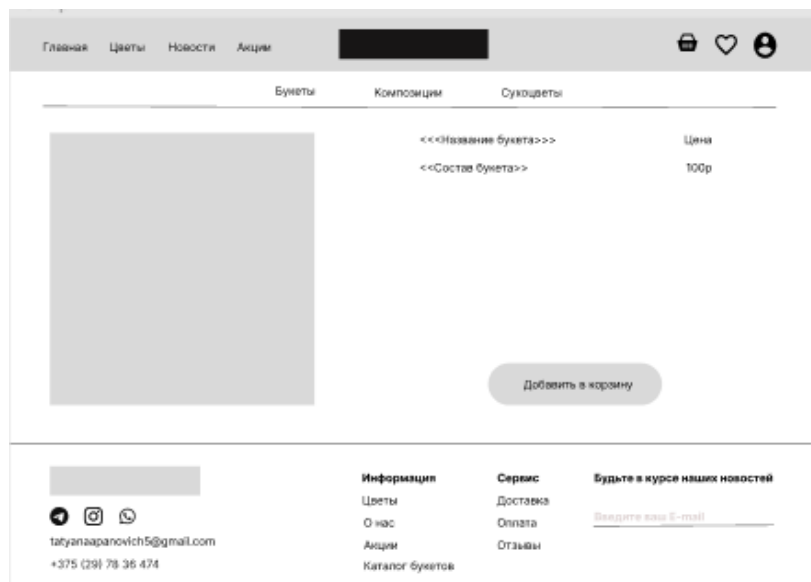 Главная Цветы Новости Акции
Букеты Композиции Сухоцветы
<<<Название букета>>> Цена
<<Состав букета>> 100р
Добавить в корзину
Информация Сервис Будьте в курсе наших новостей
Цветы Доставка
О нас Оплата Введите ваш E-mail
Акции Отзывы
Каталог букетов
tatyanaapanovich5@gmail.com
+375 (29) 78 36 474